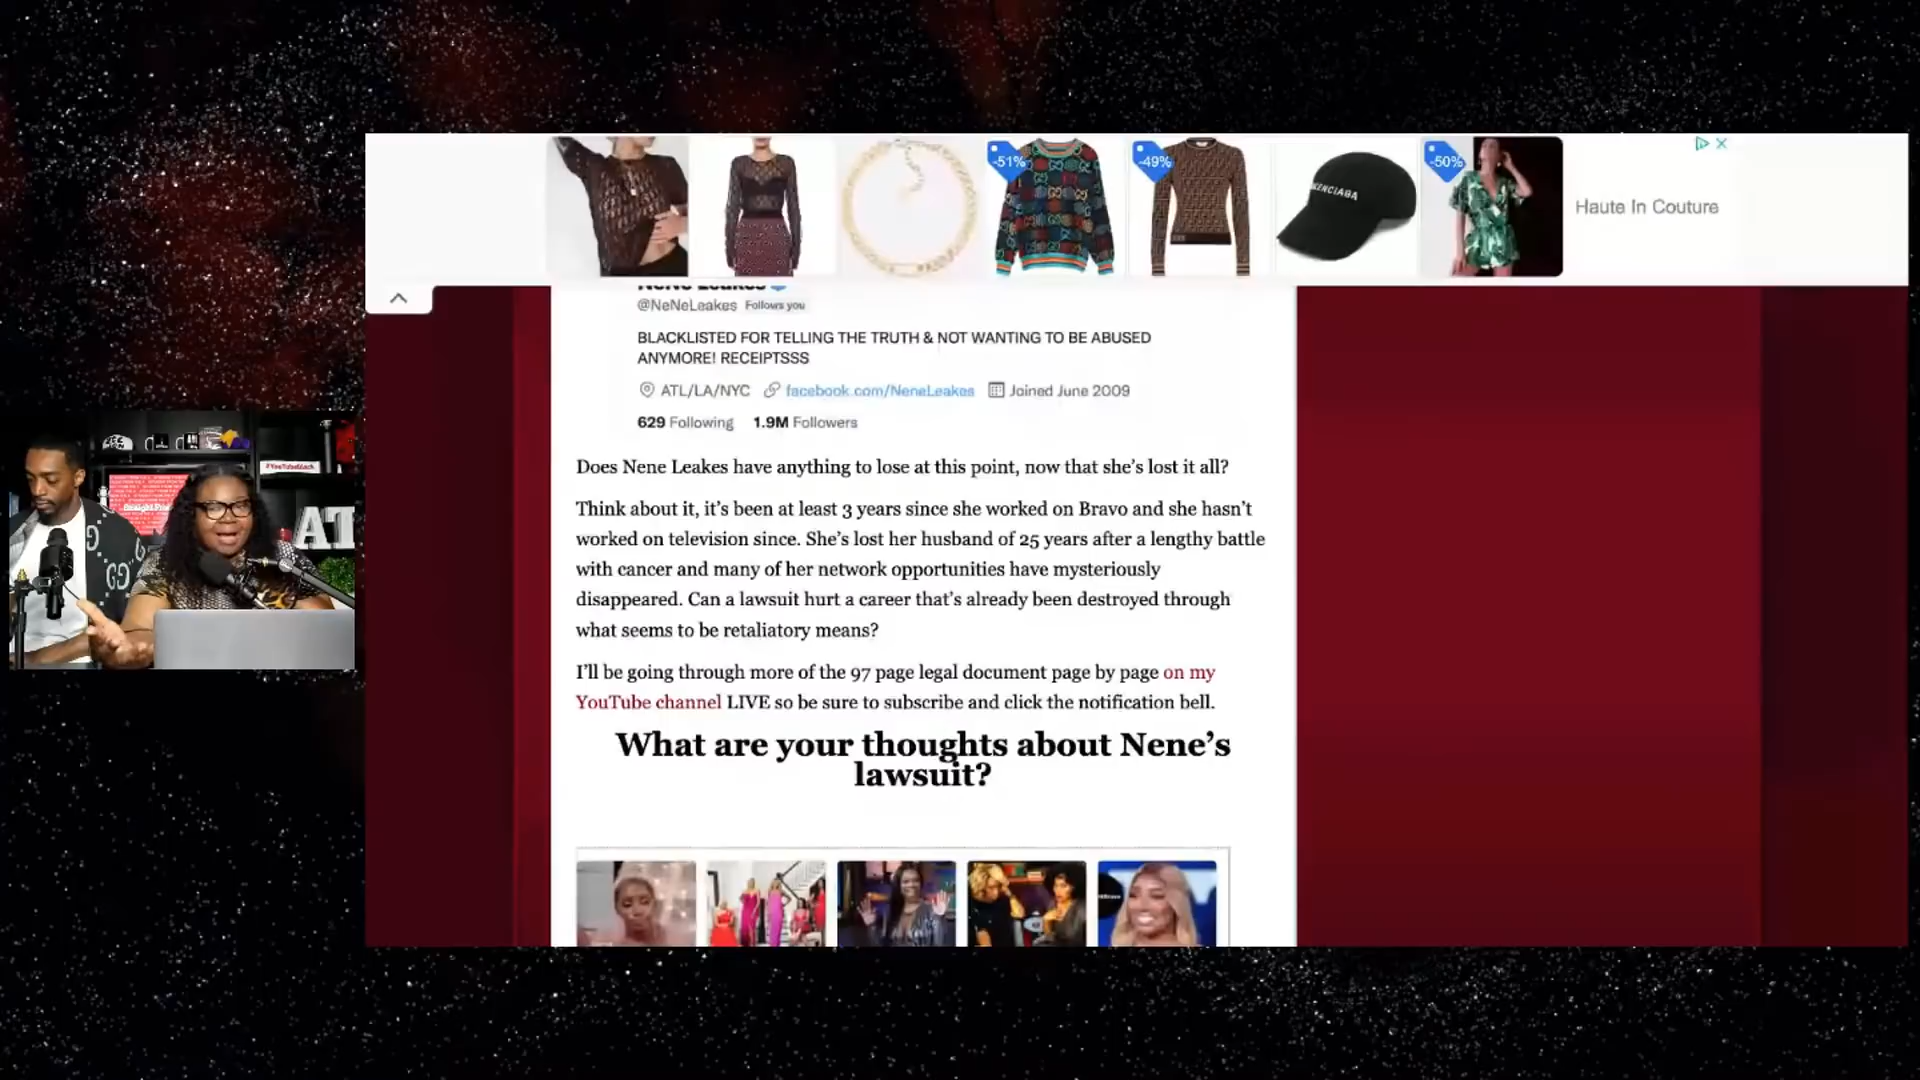 -51%
-49%
-50%
Haute In Couture
NeNe Leakes
@NeNeLeakes Follows you
BLACKLISTED FOR TELLING THE TRUTH & NOT WANTING TO BE ABUSED
ANYMORE! RECEIPTSSS
ATL/LA/NYC facebook.com/NeneLeakes Joined June 2009
629 Following 1.9M Followers
Does Nene Leakes have anything to lose at this point, now that she’s lost it all?
Think about it, it’s been at least 3 years since she worked on Bravo and she hasn’t
worked on television since. She’s lost her husband of 25 years after a lengthy battle
with cancer and many of her network opportunities have mysteriously
disappeared. Can a lawsuit hurt a career that’s already been destroyed through
what seems to be retaliatory means?
I’ll be going through more of the 97 page legal document page by page on my
YouTube channel LIVE so be sure to subscribe and click the notification bell.
What are your thoughts about Nene’s
lawsuit?
#YouTubeBlack
AT